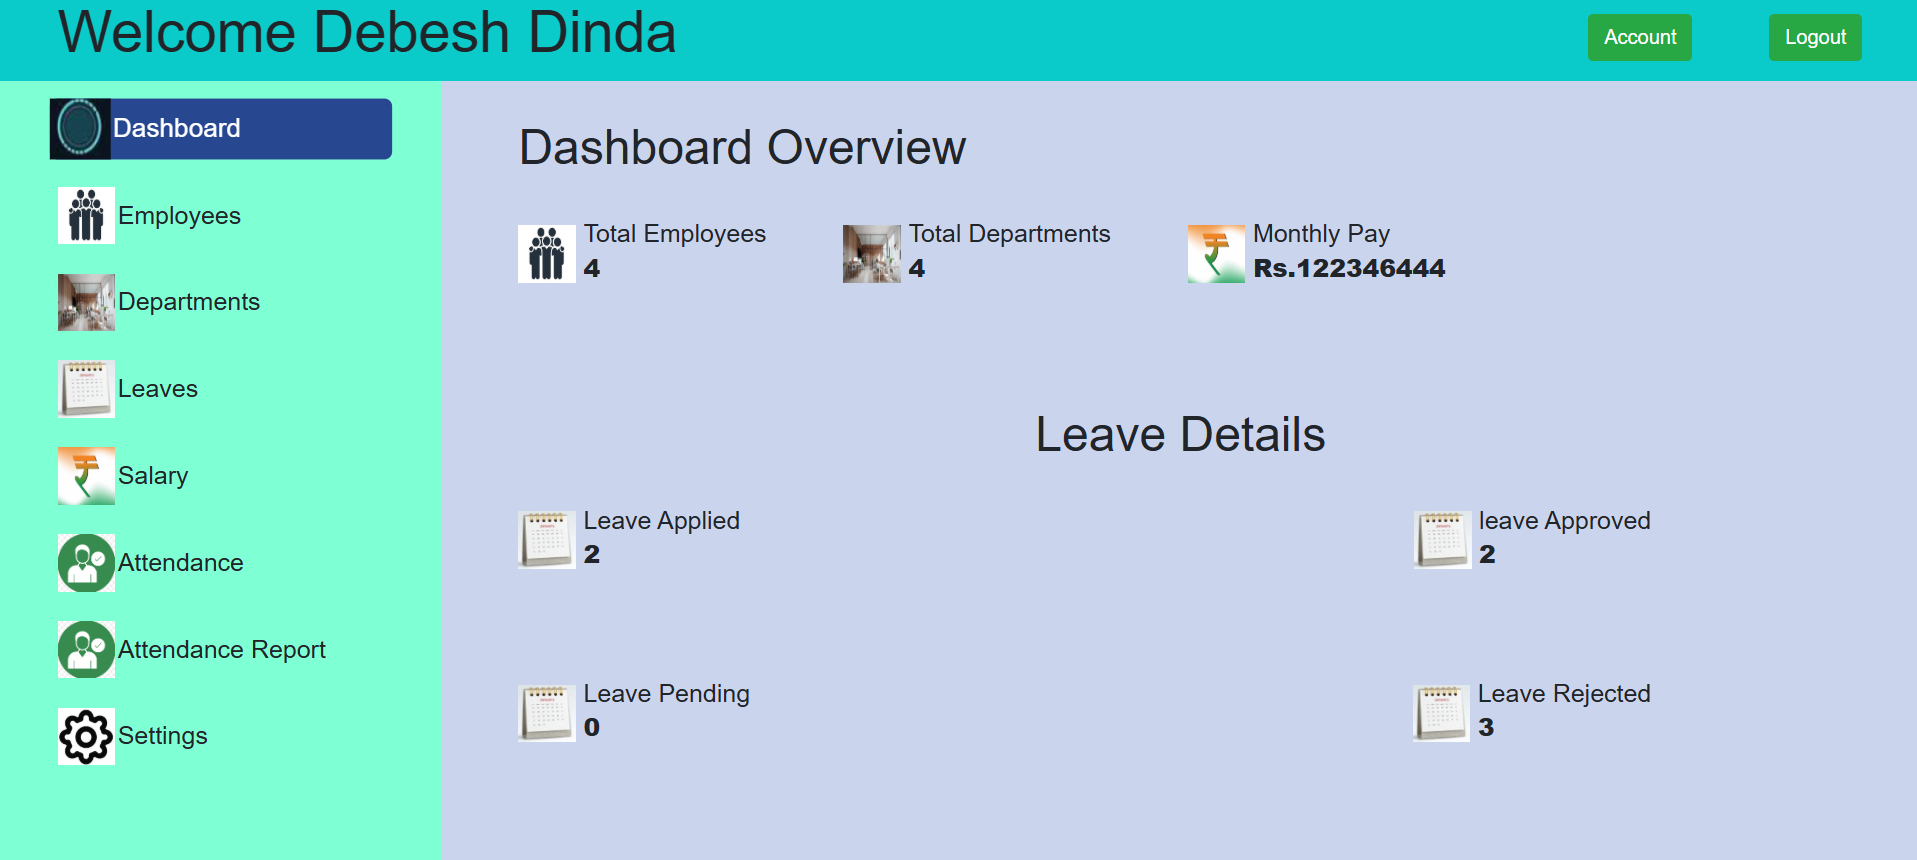 Welcome Debesh Dinda
Account
Logout
Dashboard
Employees
Departments
Leaves
Salary
Attendance
Attendance Report
Settings
Dashboard Overview
Total Employees
4
Total Departments
4
Monthly Pay
Rs.122346444
Leave Details
Leave Applied
2
leave Approved
2
Leave Pending
0
Leave Rejected
3